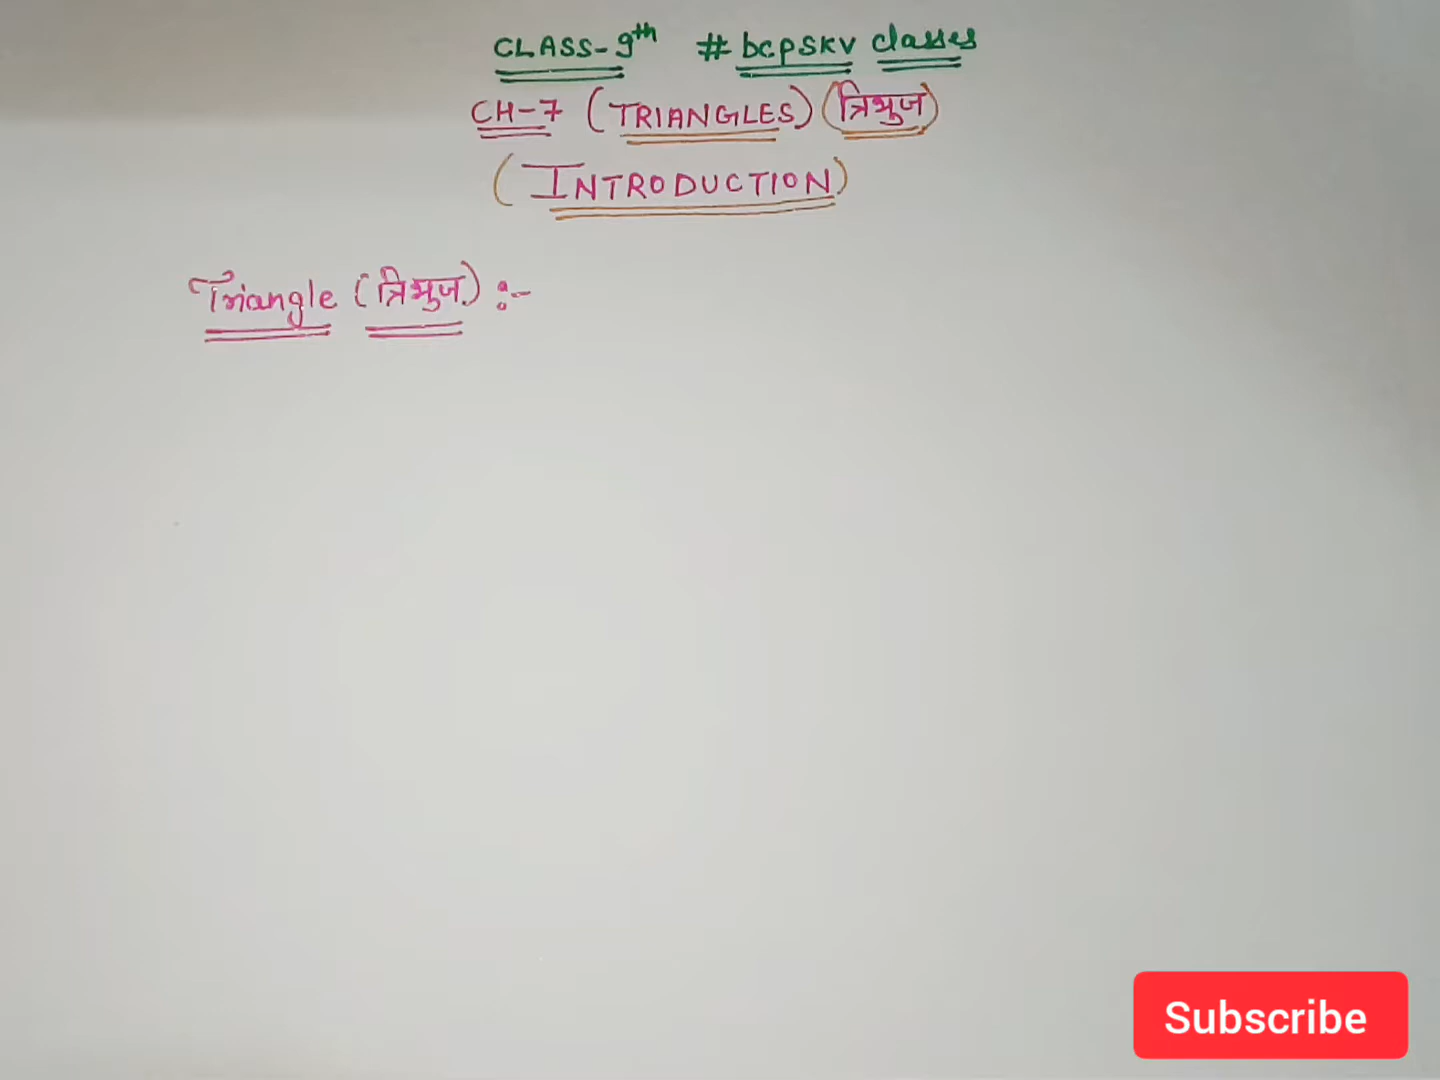 CLASS-9th # bcpskv classes
CH-7 (TRIANGLES) (त्रिभुज)
(INTRODUCTION)
Triangle (त्रिभुज) :-
Subscribe